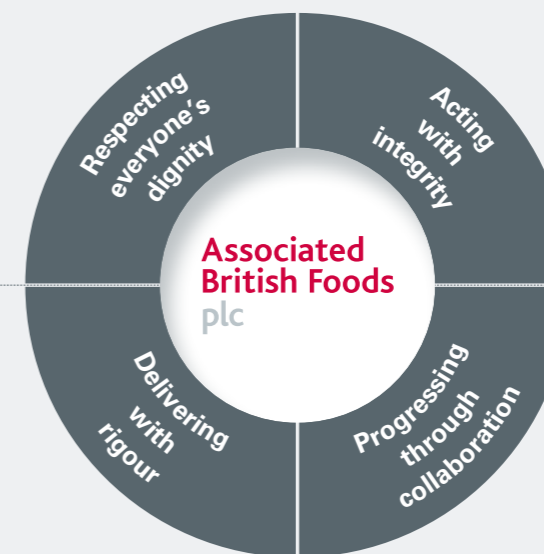 Respecting
everyone's
dignity
Acting
with
integrity
Associated
British Foods
plc
Delivering
with
rigour
Progressing
through
collaboration